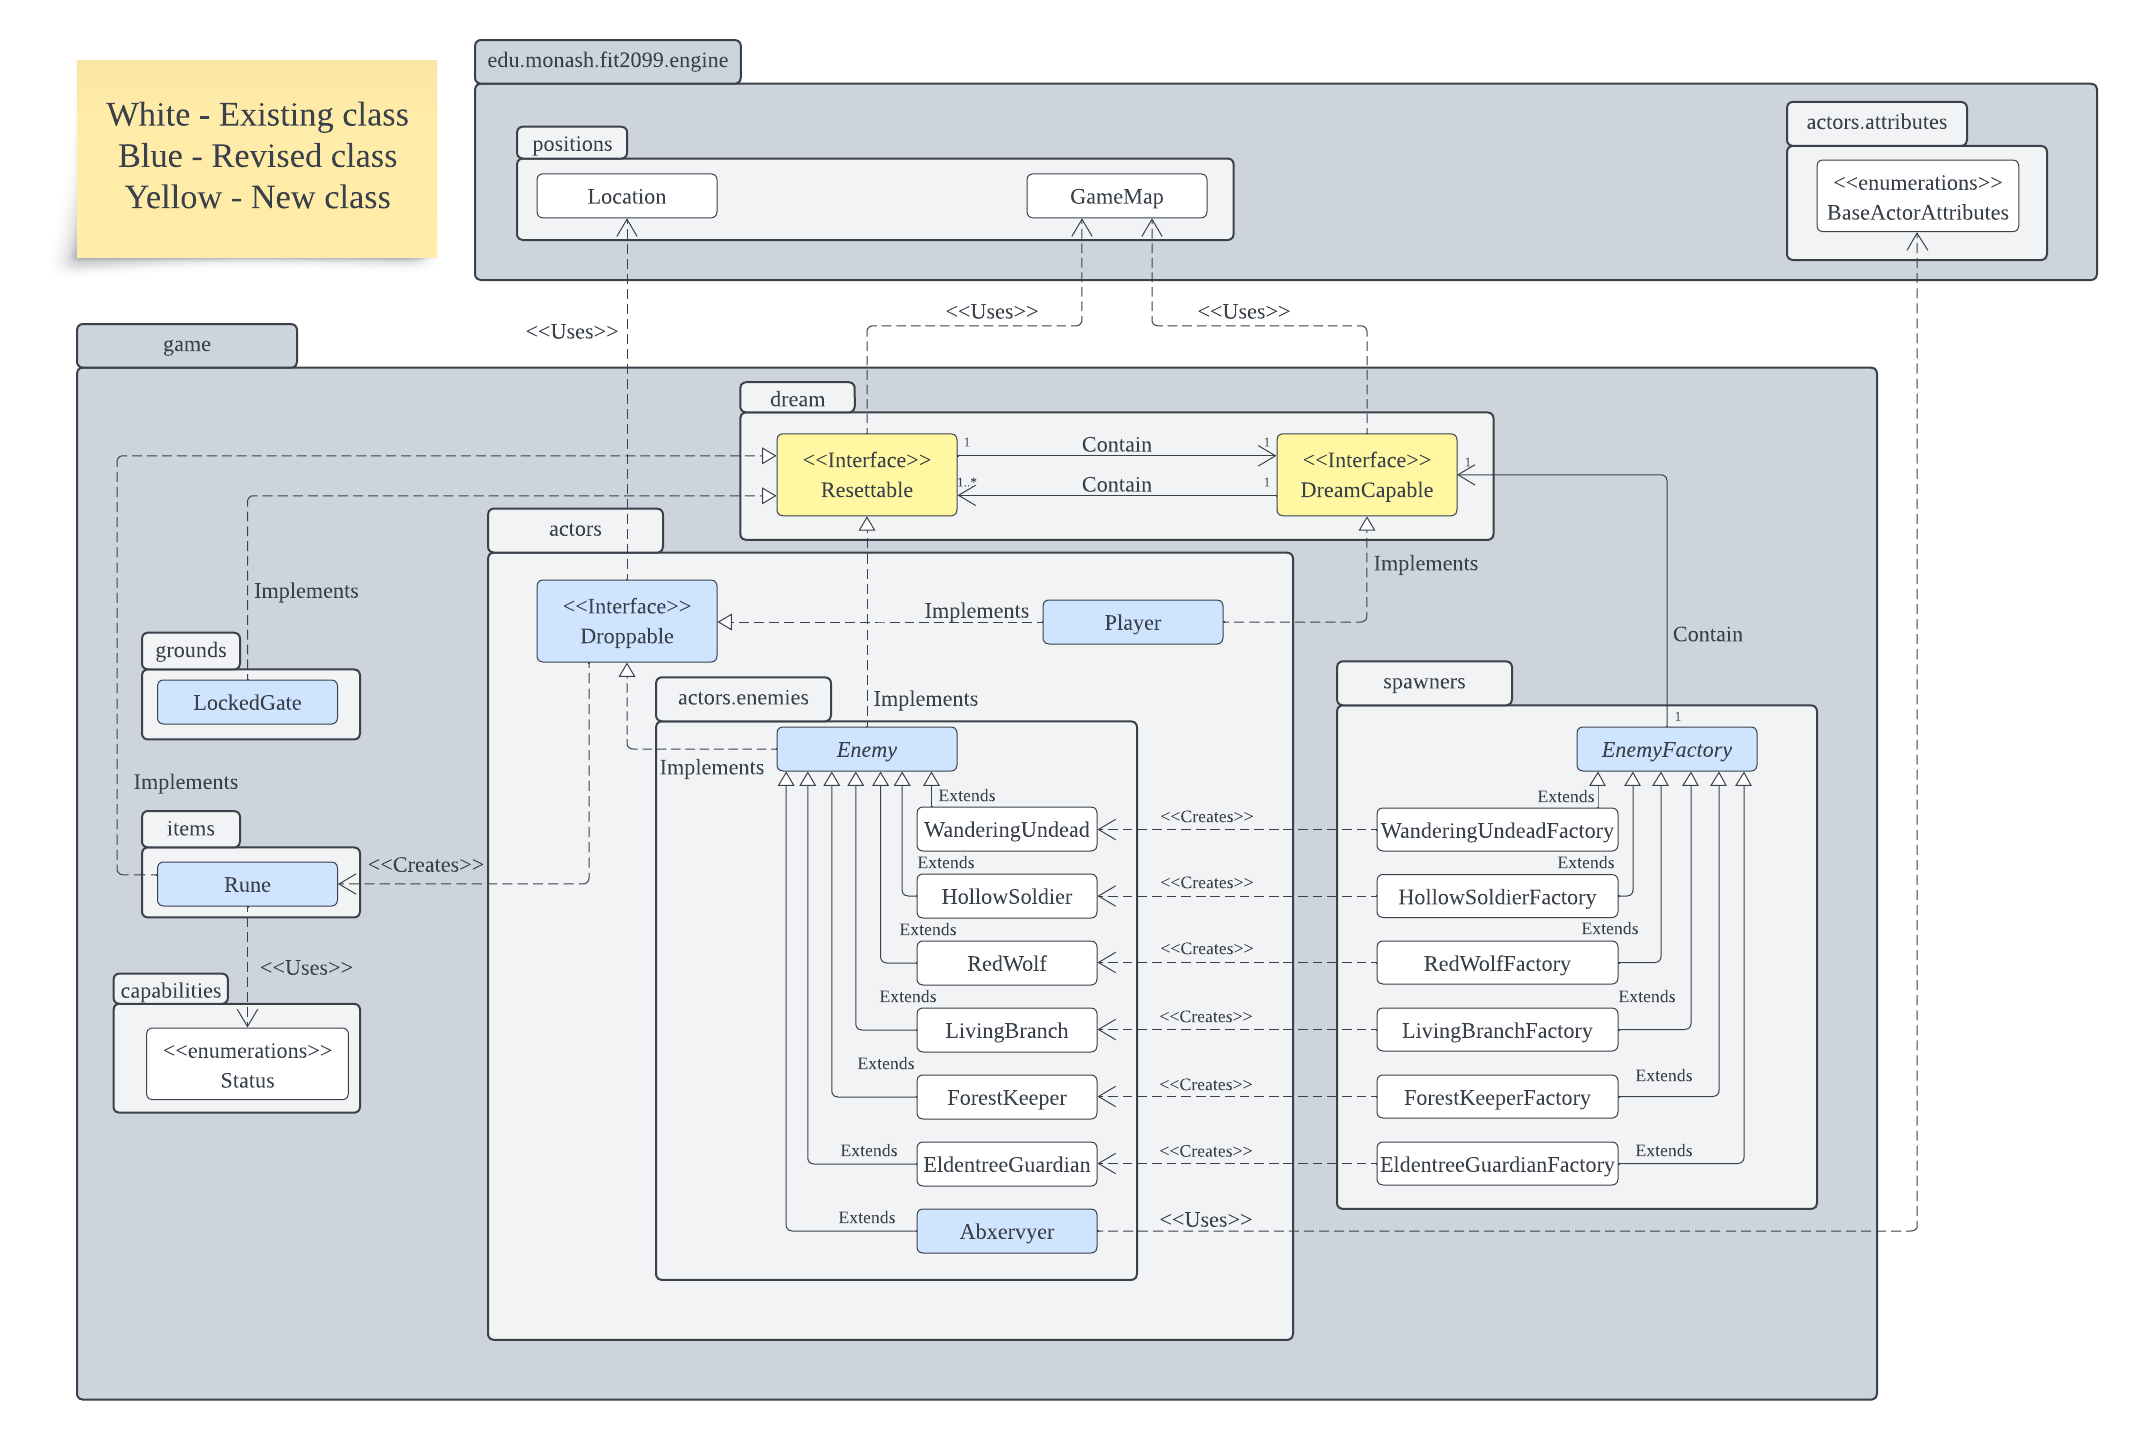 edu.monash.fit2099.engine
White - Existing class
Blue - Revised class
Yellow - New class
positions
Location
GameMap
actors.attributes
<<enumerations>>
BaseActorAttributes
<<Uses>>
<<Uses>>
<<Uses>>
game
dream
<<Interface>>
Resettable
1
Contain
1
1..*
Contain
1
<<Interface>>
DreamCapable
1
actors
<<Interface>>
Droppable
Implements
Player
Implements
Implements
Contain
grounds
LockedGate
actors.enemies
Implements
spawners
1
Enemy
Implements
EnemyFactory
Implements
items
Rune
<<Creates>>
<<Uses>>
capabilities
<<enumerations>>
Status
Extends
WanderingUndead
<<Creates>>
Extends
WanderingUndeadFactory
Extends
HollowSoldier
<<Creates>>
Extends
HollowSoldierFactory
Extends
RedWolf
<<Creates>>
Extends
RedWolfFactory
Extends
LivingBranch
<<Creates>>
Extends
LivingBranchFactory
Extends
ForestKeeper
<<Creates>>
ForestKeeperFactory
Extends
Extends
EldentreeGuardian
<<Creates>>
EldentreeGuardianFactory
Extends
Extends
Abxervyer
<<Uses>>